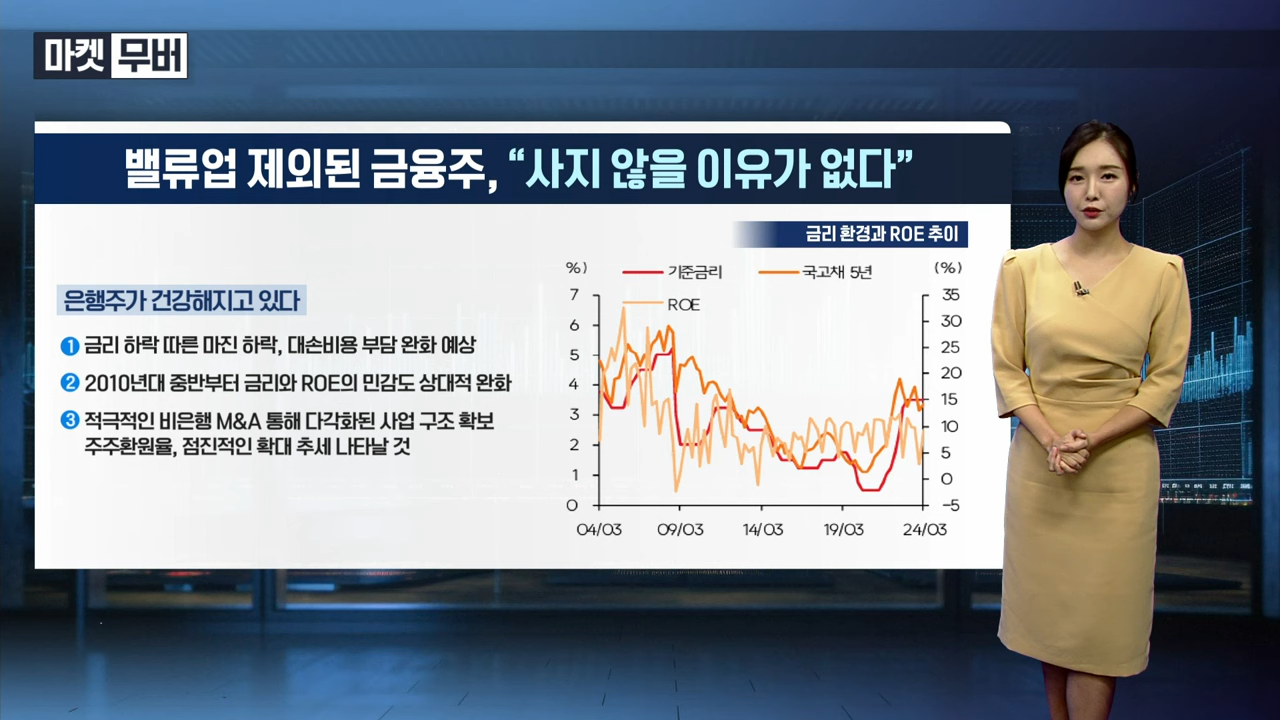 마켓무버
밸류업 제외된 금융주, “사지 않을 이유가 없다”
은행주가 건강해지고 있다
1 금리 하락 따른 마진 하락, 대손비용 부담 완화 예상
2 2010년대 중반부터 금리와 ROE의 민감도 상대적 완화
3 적극적인 비은행 M&A 통해 다각화된 사업 구조 확보
주주환원율, 점진적인 확대 추세 나타날 것
금리 환경과 ROE 추이
%)
기준금리
국고채 5년
(%)
ROE
7
6
5
4
3
2
1
0
35
30
25
20
15
10
5
0
-5
04/03
09/03
14/03
19/03
24/03